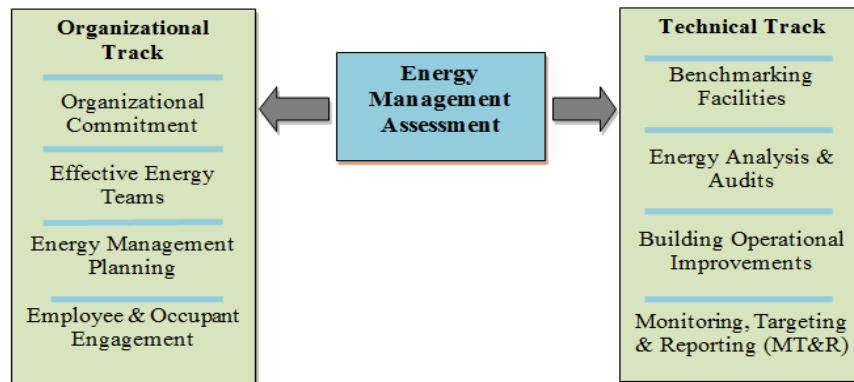 Organizational
Track
Organizational
Commitment
Effective Energy
Teams
Energy Management
Planning
Employee & Occupant
Engagement
Energy
Management
Assessment
Technical Track
Benchmarking
Facilities
Energy Analysis &
Audits
Building Operational
Improvements
Monitoring, Targeting
& Reporting (MT&R)